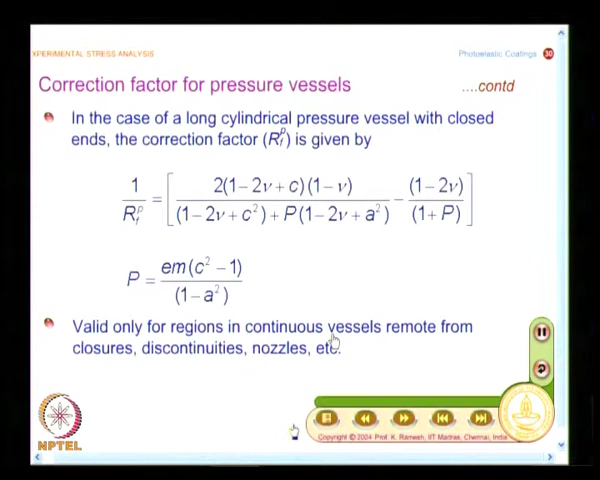 XPERIMENTAL STRESS ANALYSIS
Photoelastic Coatings 30
Correction factor for pressure vessels
....contd
In the case of a long cylindrical pressure vessel with closed
ends, the correction factor (R_f^p) is given by
1/R_f^p = [ 2(1 − 2ν + c)(1 − ν) / ((1 − 2ν + c²) + P(1 − 2ν + a²)) − (1 − 2ν)/(1 + P) ]
P = em(c² − 1)/(1 − a²)
Valid only for regions in continuous vessels remote from
closures, discontinuities, nozzles, etc.
NPTEL
Copyright © 2004 Prof. K. Ramesh, IIT Madras, Chennai, India